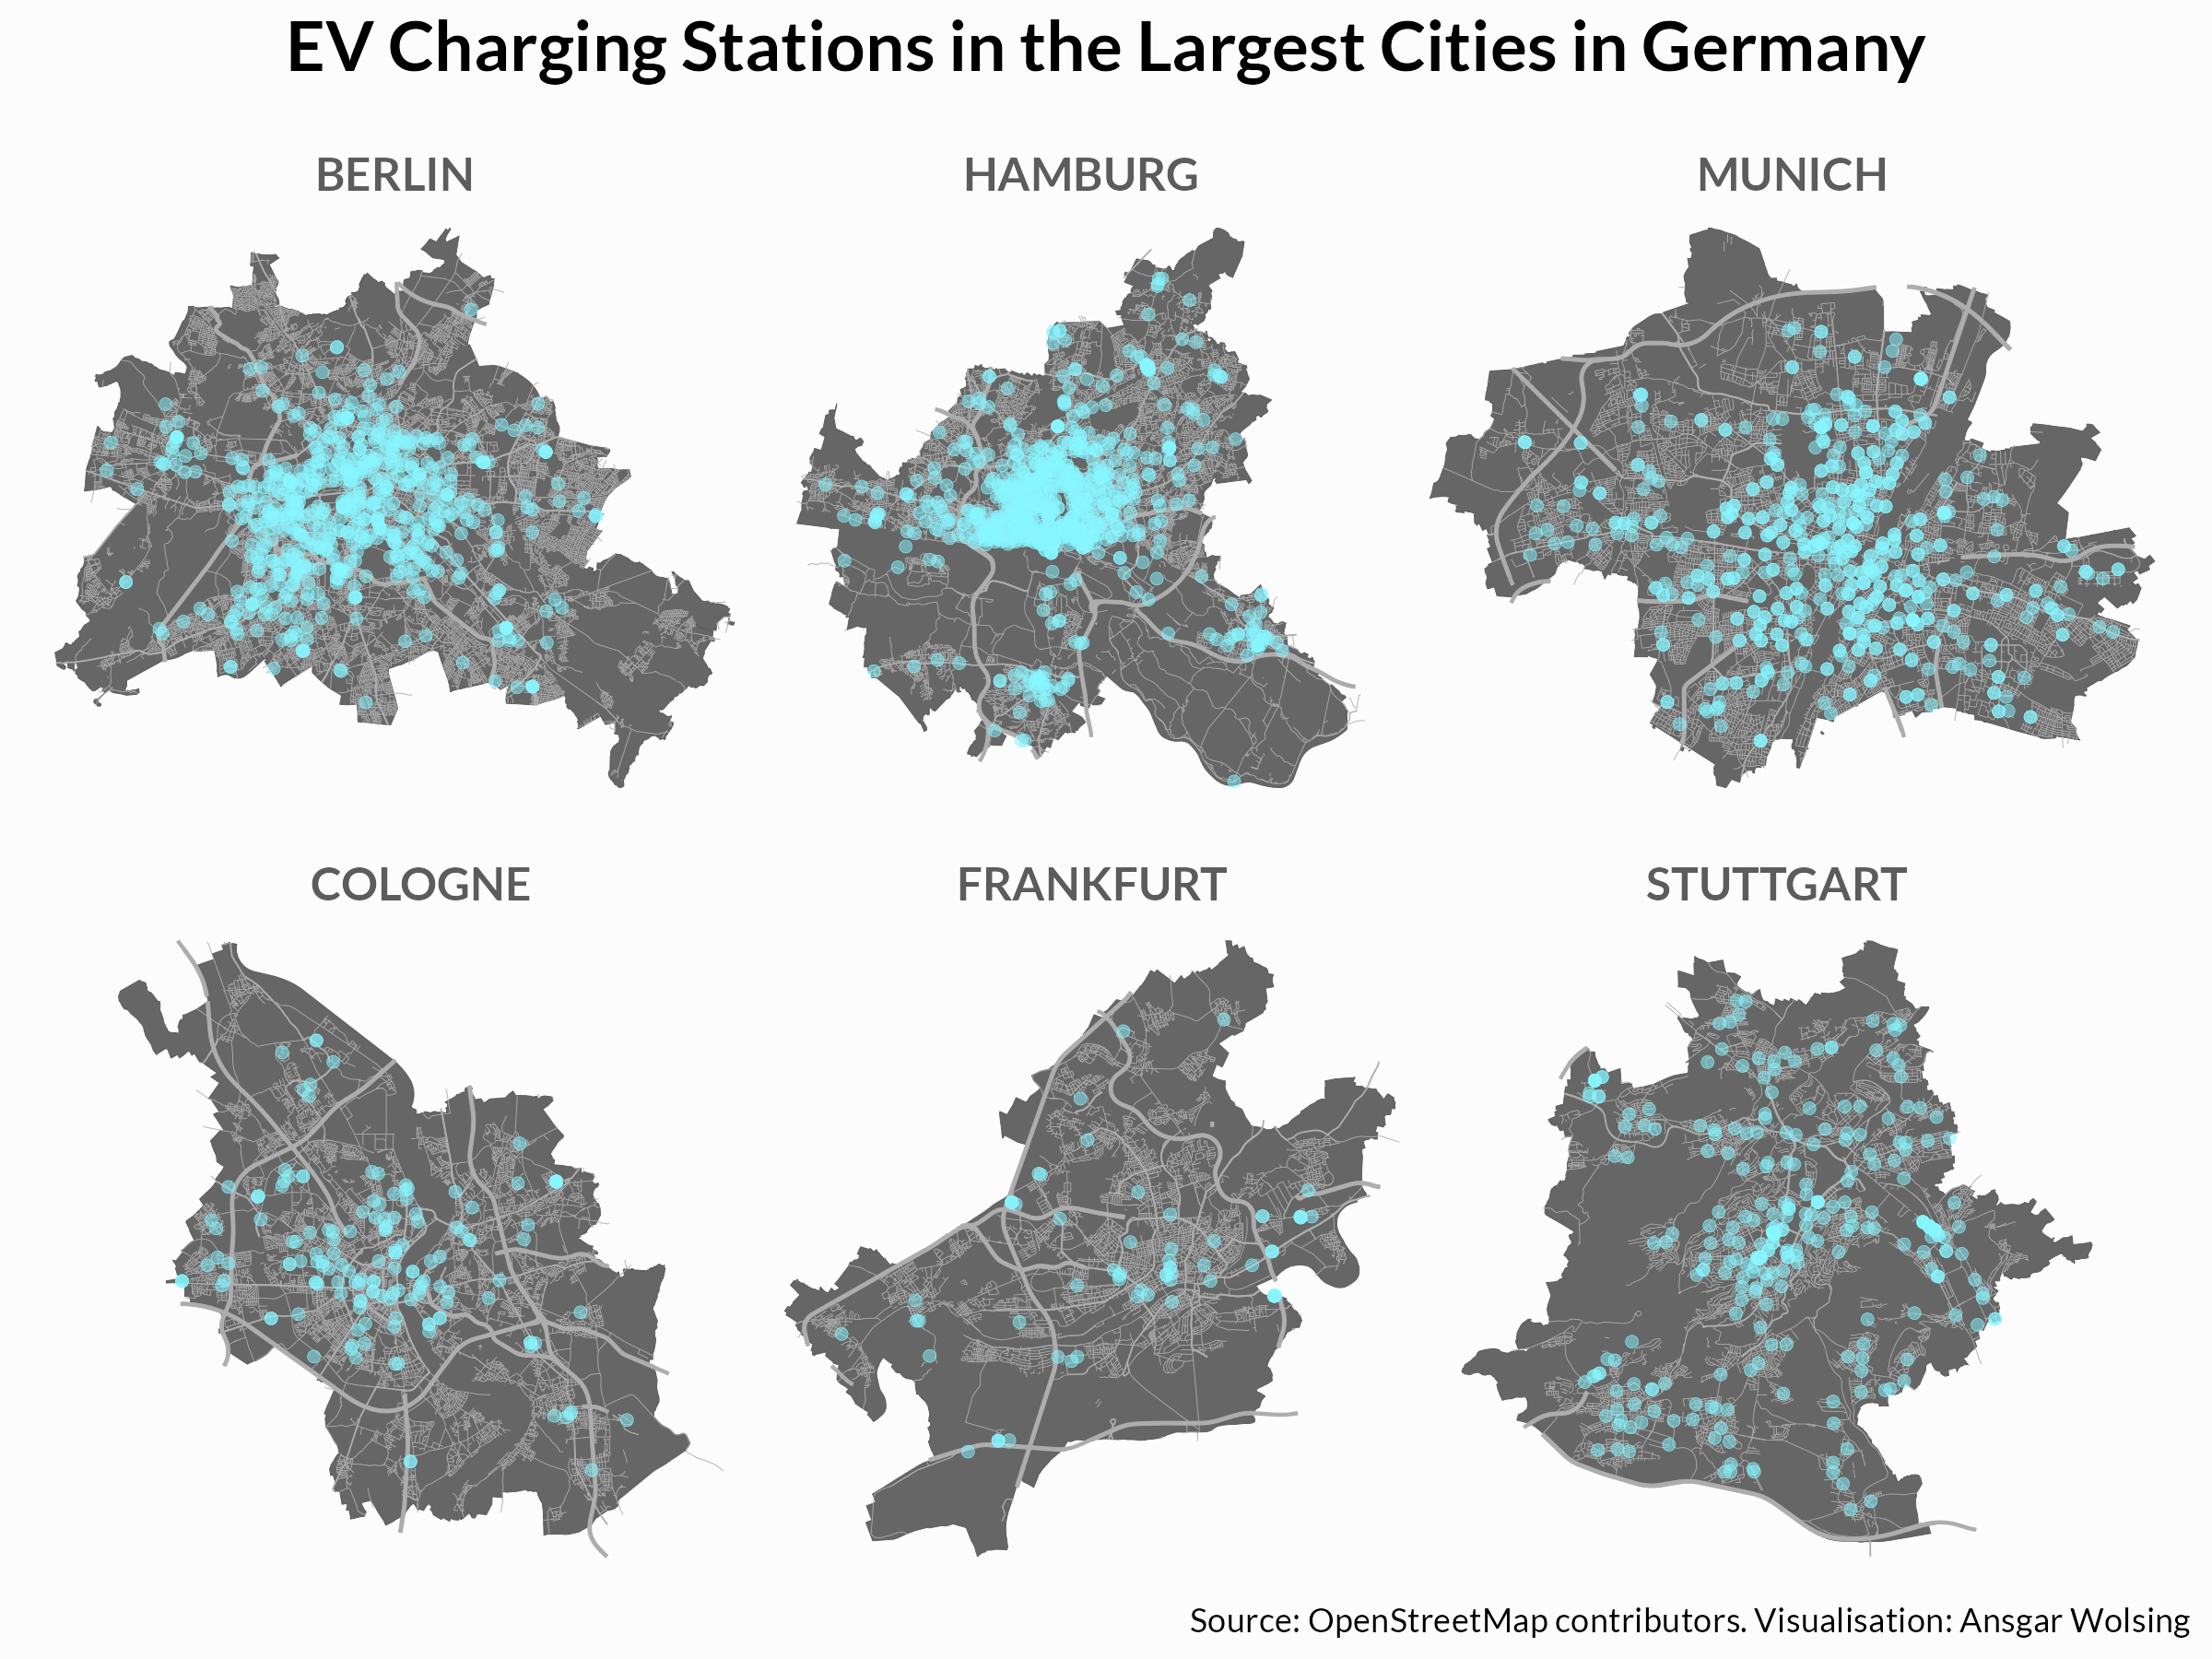 EV Charging Stations in the Largest Cities in Germany
BERLIN
HAMBURG
MUNICH
COLOGNE
FRANKFURT
STUTTGART
Source: OpenStreetMap contributors. Visualisation: Ansgar Wolsing